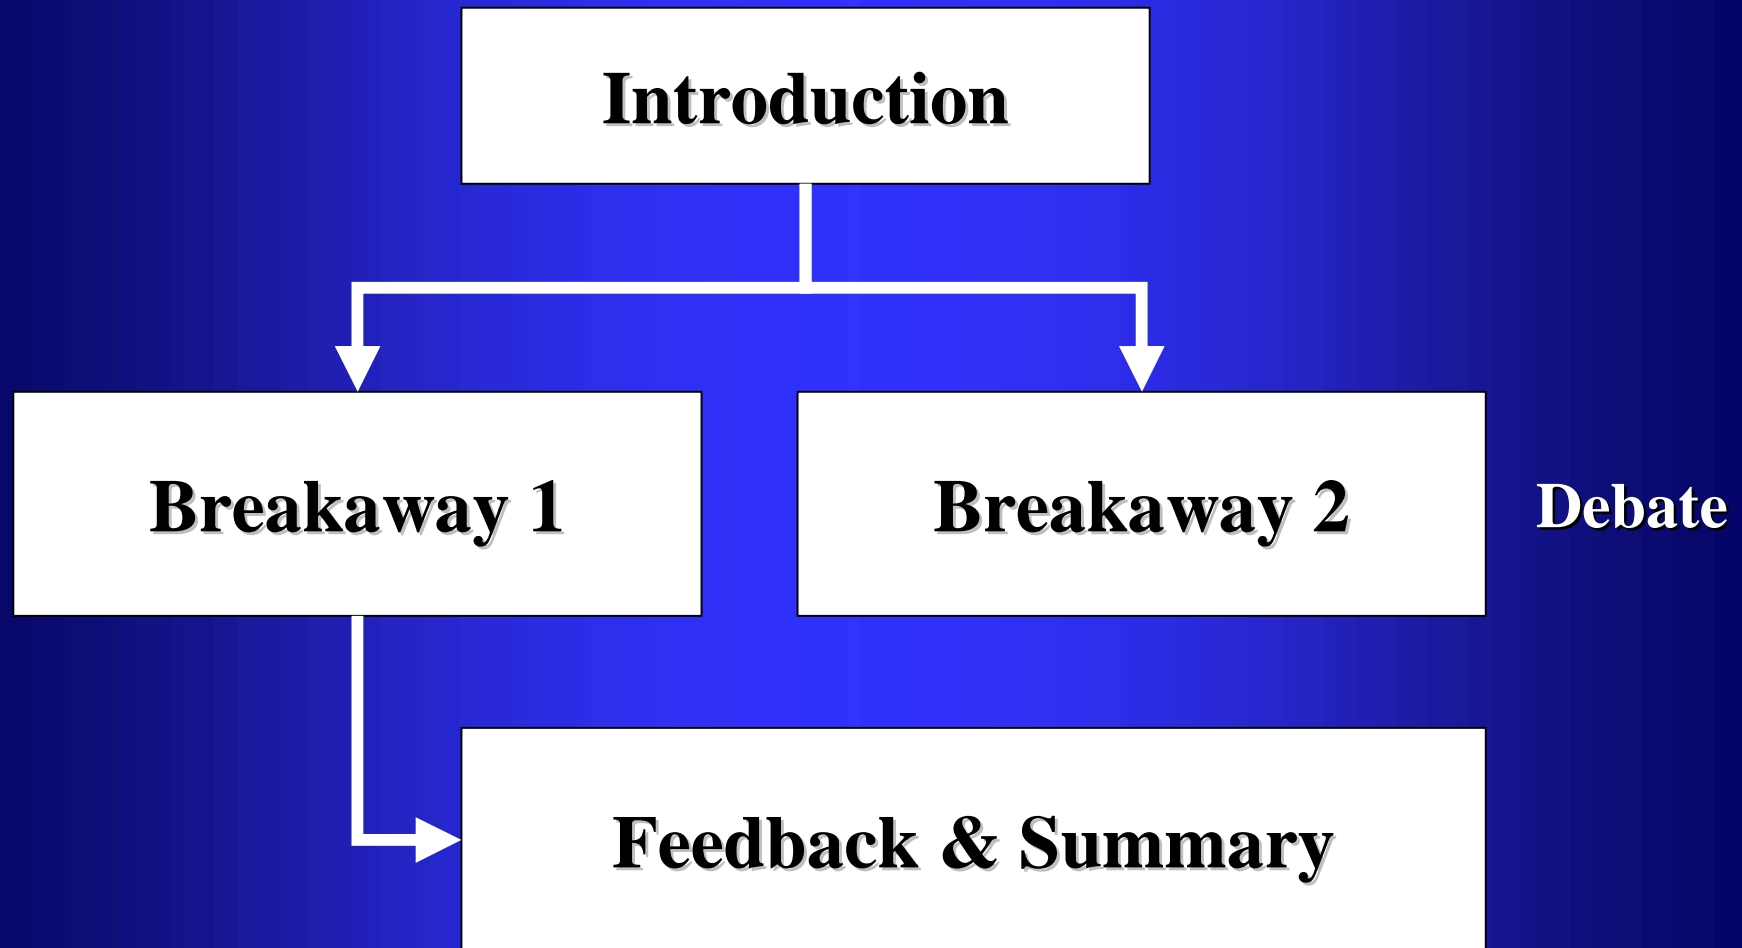 Introduction
Breakaway 1
Breakaway 2
Debate
Feedback & Summary